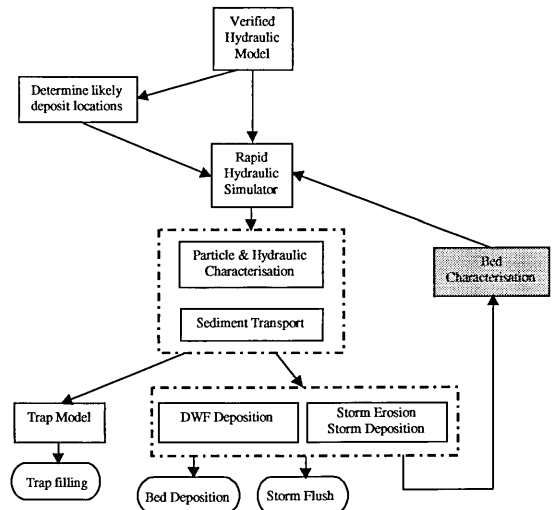 Verified
Hydraulic
Model
Determine likely
deposit locations
Rapid
Hydraulic
Simulator
Particle & Hydraulic
Characterisation
Bed
Characterisation
Sediment Transport
Trap Model
DWF Deposition
Storm Erosion
Storm Deposition
Trap filling
Bed Deposition
Storm Flush